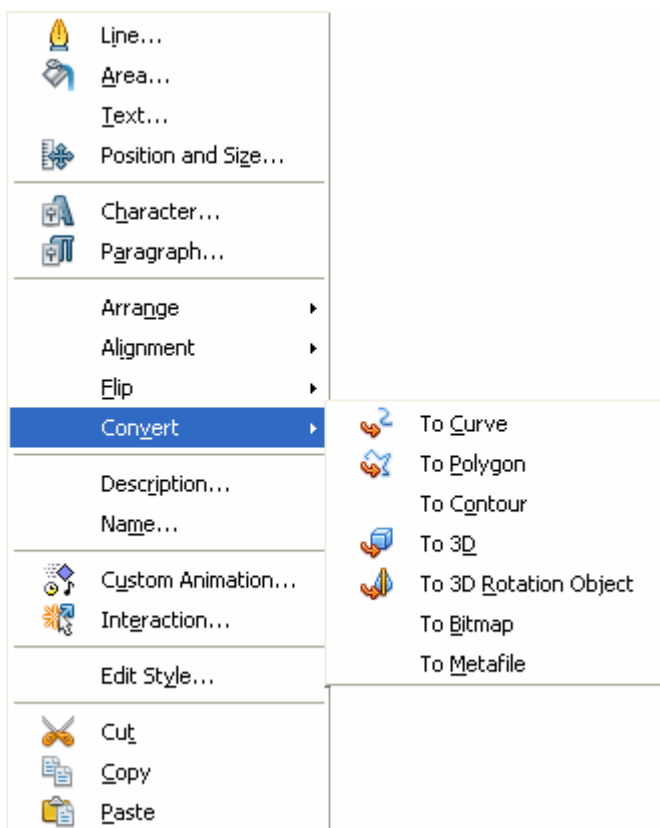 Line...
Area...
Text...
Position and Size...
Character...
Paragraph...
Arrange
Alignment
Flip
Convert
Description...
Name...
Custom Animation...
Interaction...
Edit Style...
Cut
Copy
Paste
To Curve
To Polygon
To Contour
To 3D
To 3D Rotation Object
To Bitmap
To Metafile